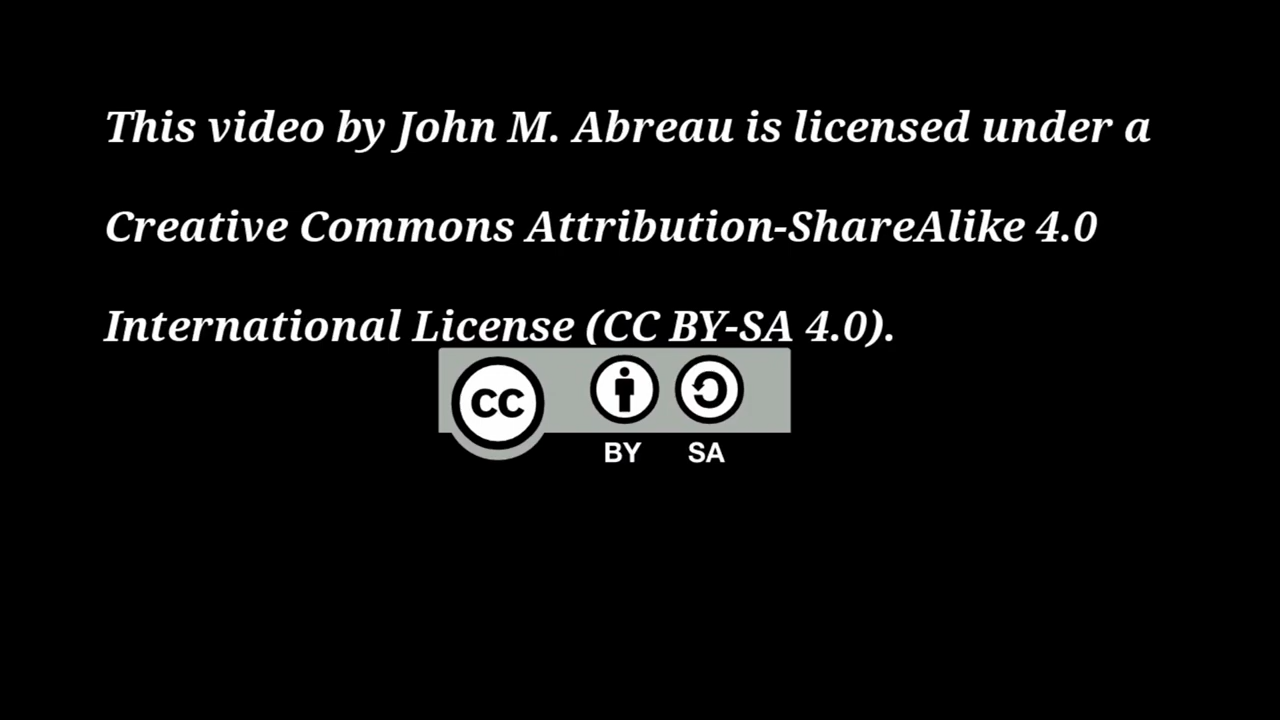 This video by John M. Abreau is licensed under a
Creative Commons Attribution-ShareAlike 4.0
International License (CC BY-SA 4.0).
CC
BY SA